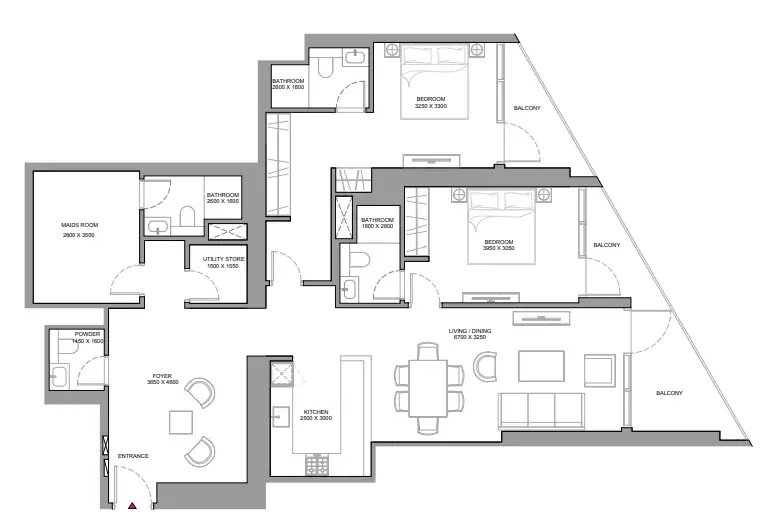 BATHROOM
2600 X 1600
BEDROOM
3250 X 3300
BALCONY
MAIDS ROOM
2800 X 3500
BATHROOM
2600 X 1600
BATHROOM
1600 X 2600
BEDROOM
3950 X 3050
BALCONY
UTILITY STORE
1500 X 1550
POWDER
1450 X 1600
LIVING / DINING
6700 X 3250
FOYER
3650 X 4600
BALCONY
KITCHEN
2500 X 3000
ENTRANCE